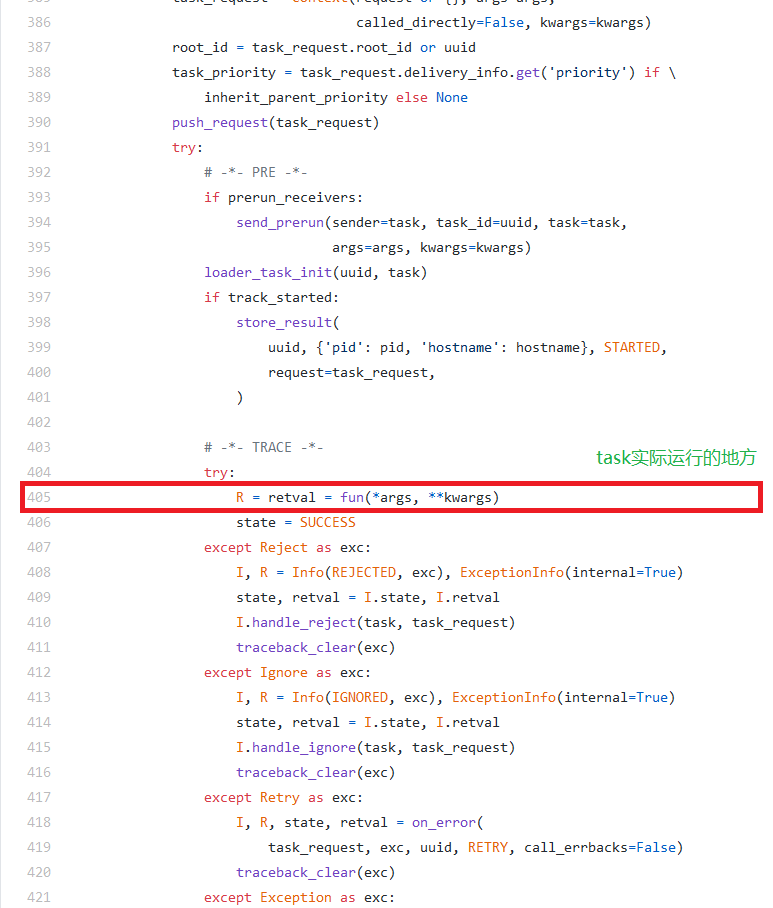 385 task_request = Context(request or {}, args=args,
386 called_directly=False, kwargs=kwargs)
387 root_id = task_request.root_id or uuid
388 task_priority = task_request.delivery_info.get('priority') if \
389 inherit_parent_priority else None
390 push_request(task_request)
391 try:
392 # -*- PRE -*-
393 if prerun_receivers:
394 send_prerun(sender=task, task_id=uuid, task=task,
395 args=args, kwargs=kwargs)
396 loader_task_init(uuid, task)
397 if track_started:
398 store_result(
399 uuid, {'pid': pid, 'hostname': hostname}, STARTED,
400 request=task_request,
401 )
402
403 # -*- TRACE -*-
task实际运行的地方
404 try:
405 R = retval = fun(*args, **kwargs)
406 state = SUCCESS
407 except Reject as exc:
408 I, R = Info(REJECTED, exc), ExceptionInfo(internal=True)
409 state, retval = I.state, I.retval
410 I.handle_reject(task, task_request)
411 traceback_clear(exc)
412 except Ignore as exc:
413 I, R = Info(IGNORED, exc), ExceptionInfo(internal=True)
414 state, retval = I.state, I.retval
415 I.handle_ignore(task, task_request)
416 traceback_clear(exc)
417 except Retry as exc:
418 I, R, state, retval = on_error(
419 task_request, exc, uuid, RETRY, call_errbacks=False)
420 traceback_clear(exc)
421 except Exception as exc: